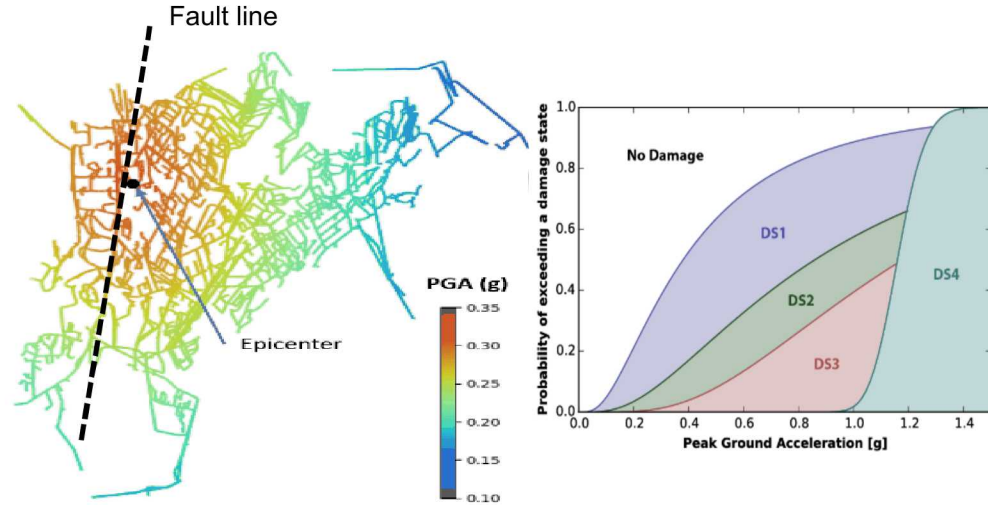 Fault line
PGA (g)
0.35
0.30
0.25
0.20
0.15
0.10
Epicenter
Probability of exceeding a damage state
1.0
0.8
0.6
0.4
0.2
0.0
No Damage
DS1
DS2
DS3
DS4
0.0 0.2 0.4 0.6 0.8 1.0 1.2 1.4
Peak Ground Acceleration [g]